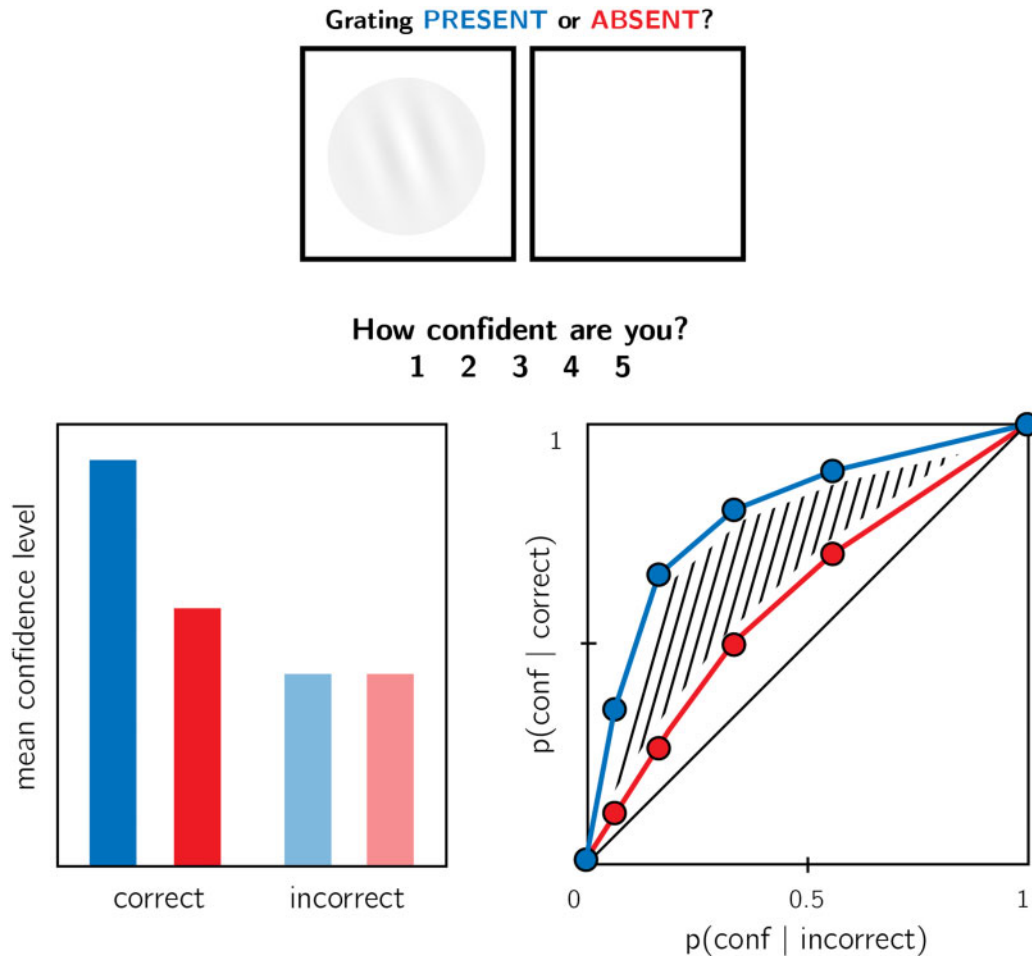 Grating PRESENT or ABSENT?
How confident are you?
1 2 3 4 5
mean confidence level
correct incorrect
1
p(conf | correct)
0 0.5 1
p(conf | incorrect)